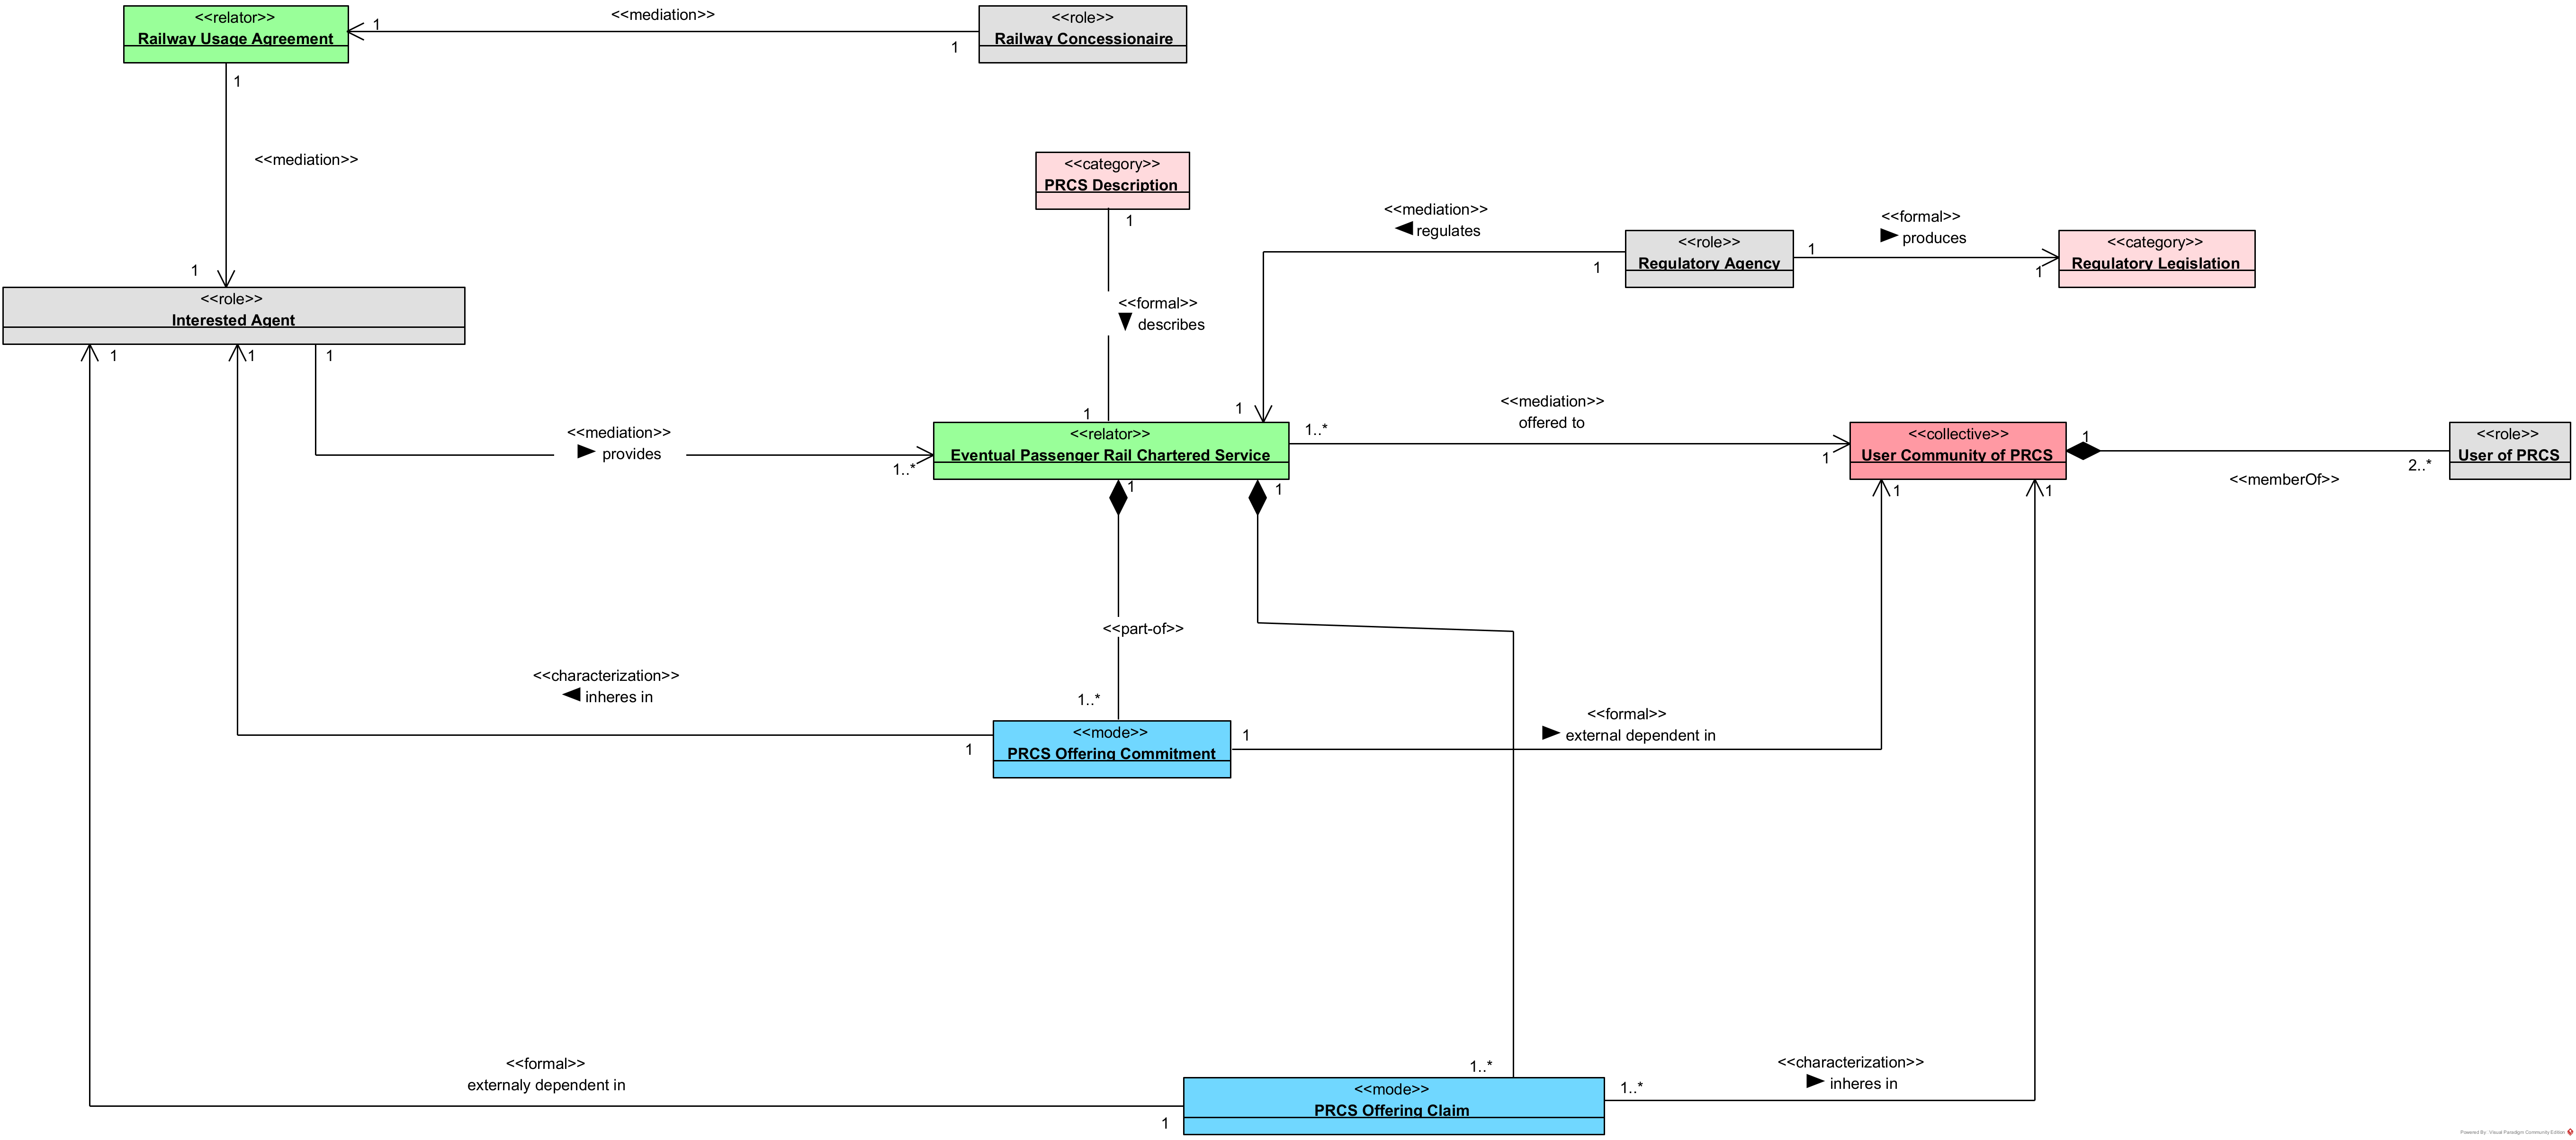 <<relator>>
Railway Usage Agreement
1
<<mediation>>
1
<<role>>
Railway Concessionaire
1
<<mediation>>
1
<<category>>
PRCS Description
1
<<formal>>
describes
1
<<mediation>>
regulates
1
1
<<role>>
Regulatory Agency
1
<<formal>>
produces
1
<<category>>
Regulatory Legislation
<<role>>
Interested Agent
1
1
1
<<mediation>>
provides
1..*
<<relator>>
Eventual Passenger Rail Chartered Service
1..*
<<mediation>>
offered to
1
<<collective>>
User Community of PRCS
1
<<memberOf>>
2..*
<<role>>
User of PRCS
1
1
1
1
<<part-of>>
1..*
<<characterization>>
inheres in
1
<<mode>>
PRCS Offering Commitment
1
<<formal>>
external dependent in
<<formal>>
externaly dependent in
1
1..*
<<mode>>
PRCS Offering Claim
1..*
<<characterization>>
inheres in
Powered By: Visual Paradigm Community Edition